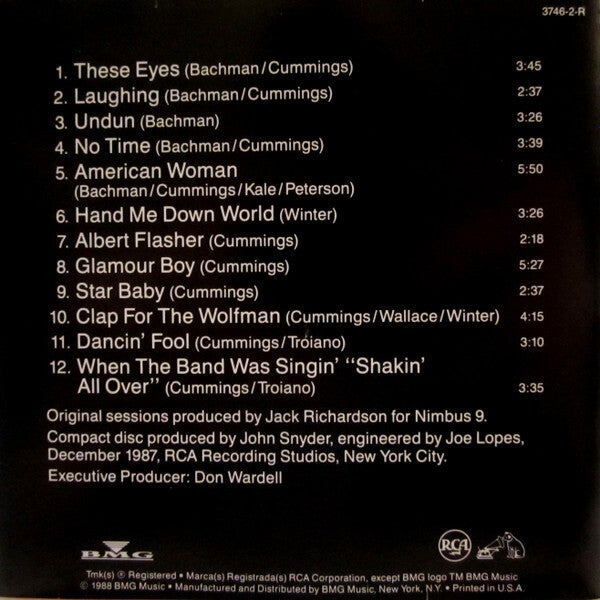 3746-2-R
1. These Eyes (Bachman/Cummings) 3:45
2. Laughing (Bachman/Cummings) 2:37
3. Undun (Bachman) 3:26
4. No Time (Bachman/Cummings) 3:39
5. American Woman 5:50
(Bachman/Cummings/Kale/Peterson)
6. Hand Me Down World (Winter) 3:26
7. Albert Flasher (Cummings) 2:18
8. Glamour Boy (Cummings) 5:27
9. Star Baby (Cummings) 2:37
10. Clap For The Wolfman (Cummings/Wallace/Winter) 4:15
11. Dancin' Fool (Cummings/Troiano) 3:10
12. When The Band Was Singin' "Shakin'
All Over" (Cummings/Troiano) 3:35
Original sessions produced by Jack Richardson for Nimbus 9.
Compact disc produced by John Snyder, engineered by Joe Lopes,
December 1987, RCA Recording Studios, New York City.
Executive Producer: Don Wardell
BMG RCA
Tmk(s) ® Registered • Marca(s) Registrada(s) RCA Corporation, except BMG logo TM BMG Music
© 1988 BMG Music • Manufactured and Distributed by BMG Music, New York, N.Y. • Printed in U.S.A.